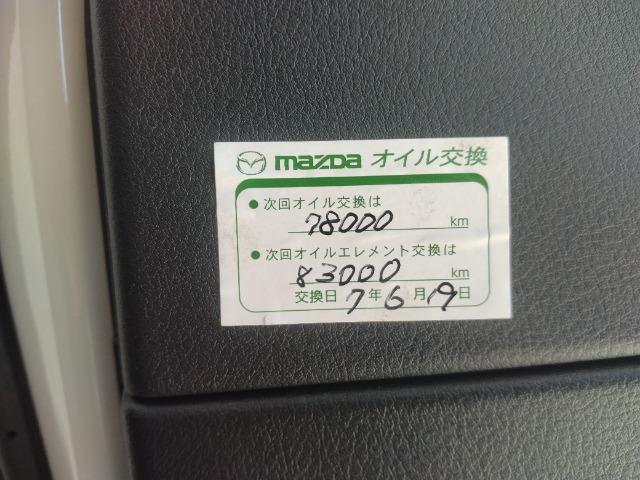 mazda オイル交換
● 次回オイル交換は
78000 km
● 次回オイルエレメント交換は
83000 km
交換日 7年 6月 19日